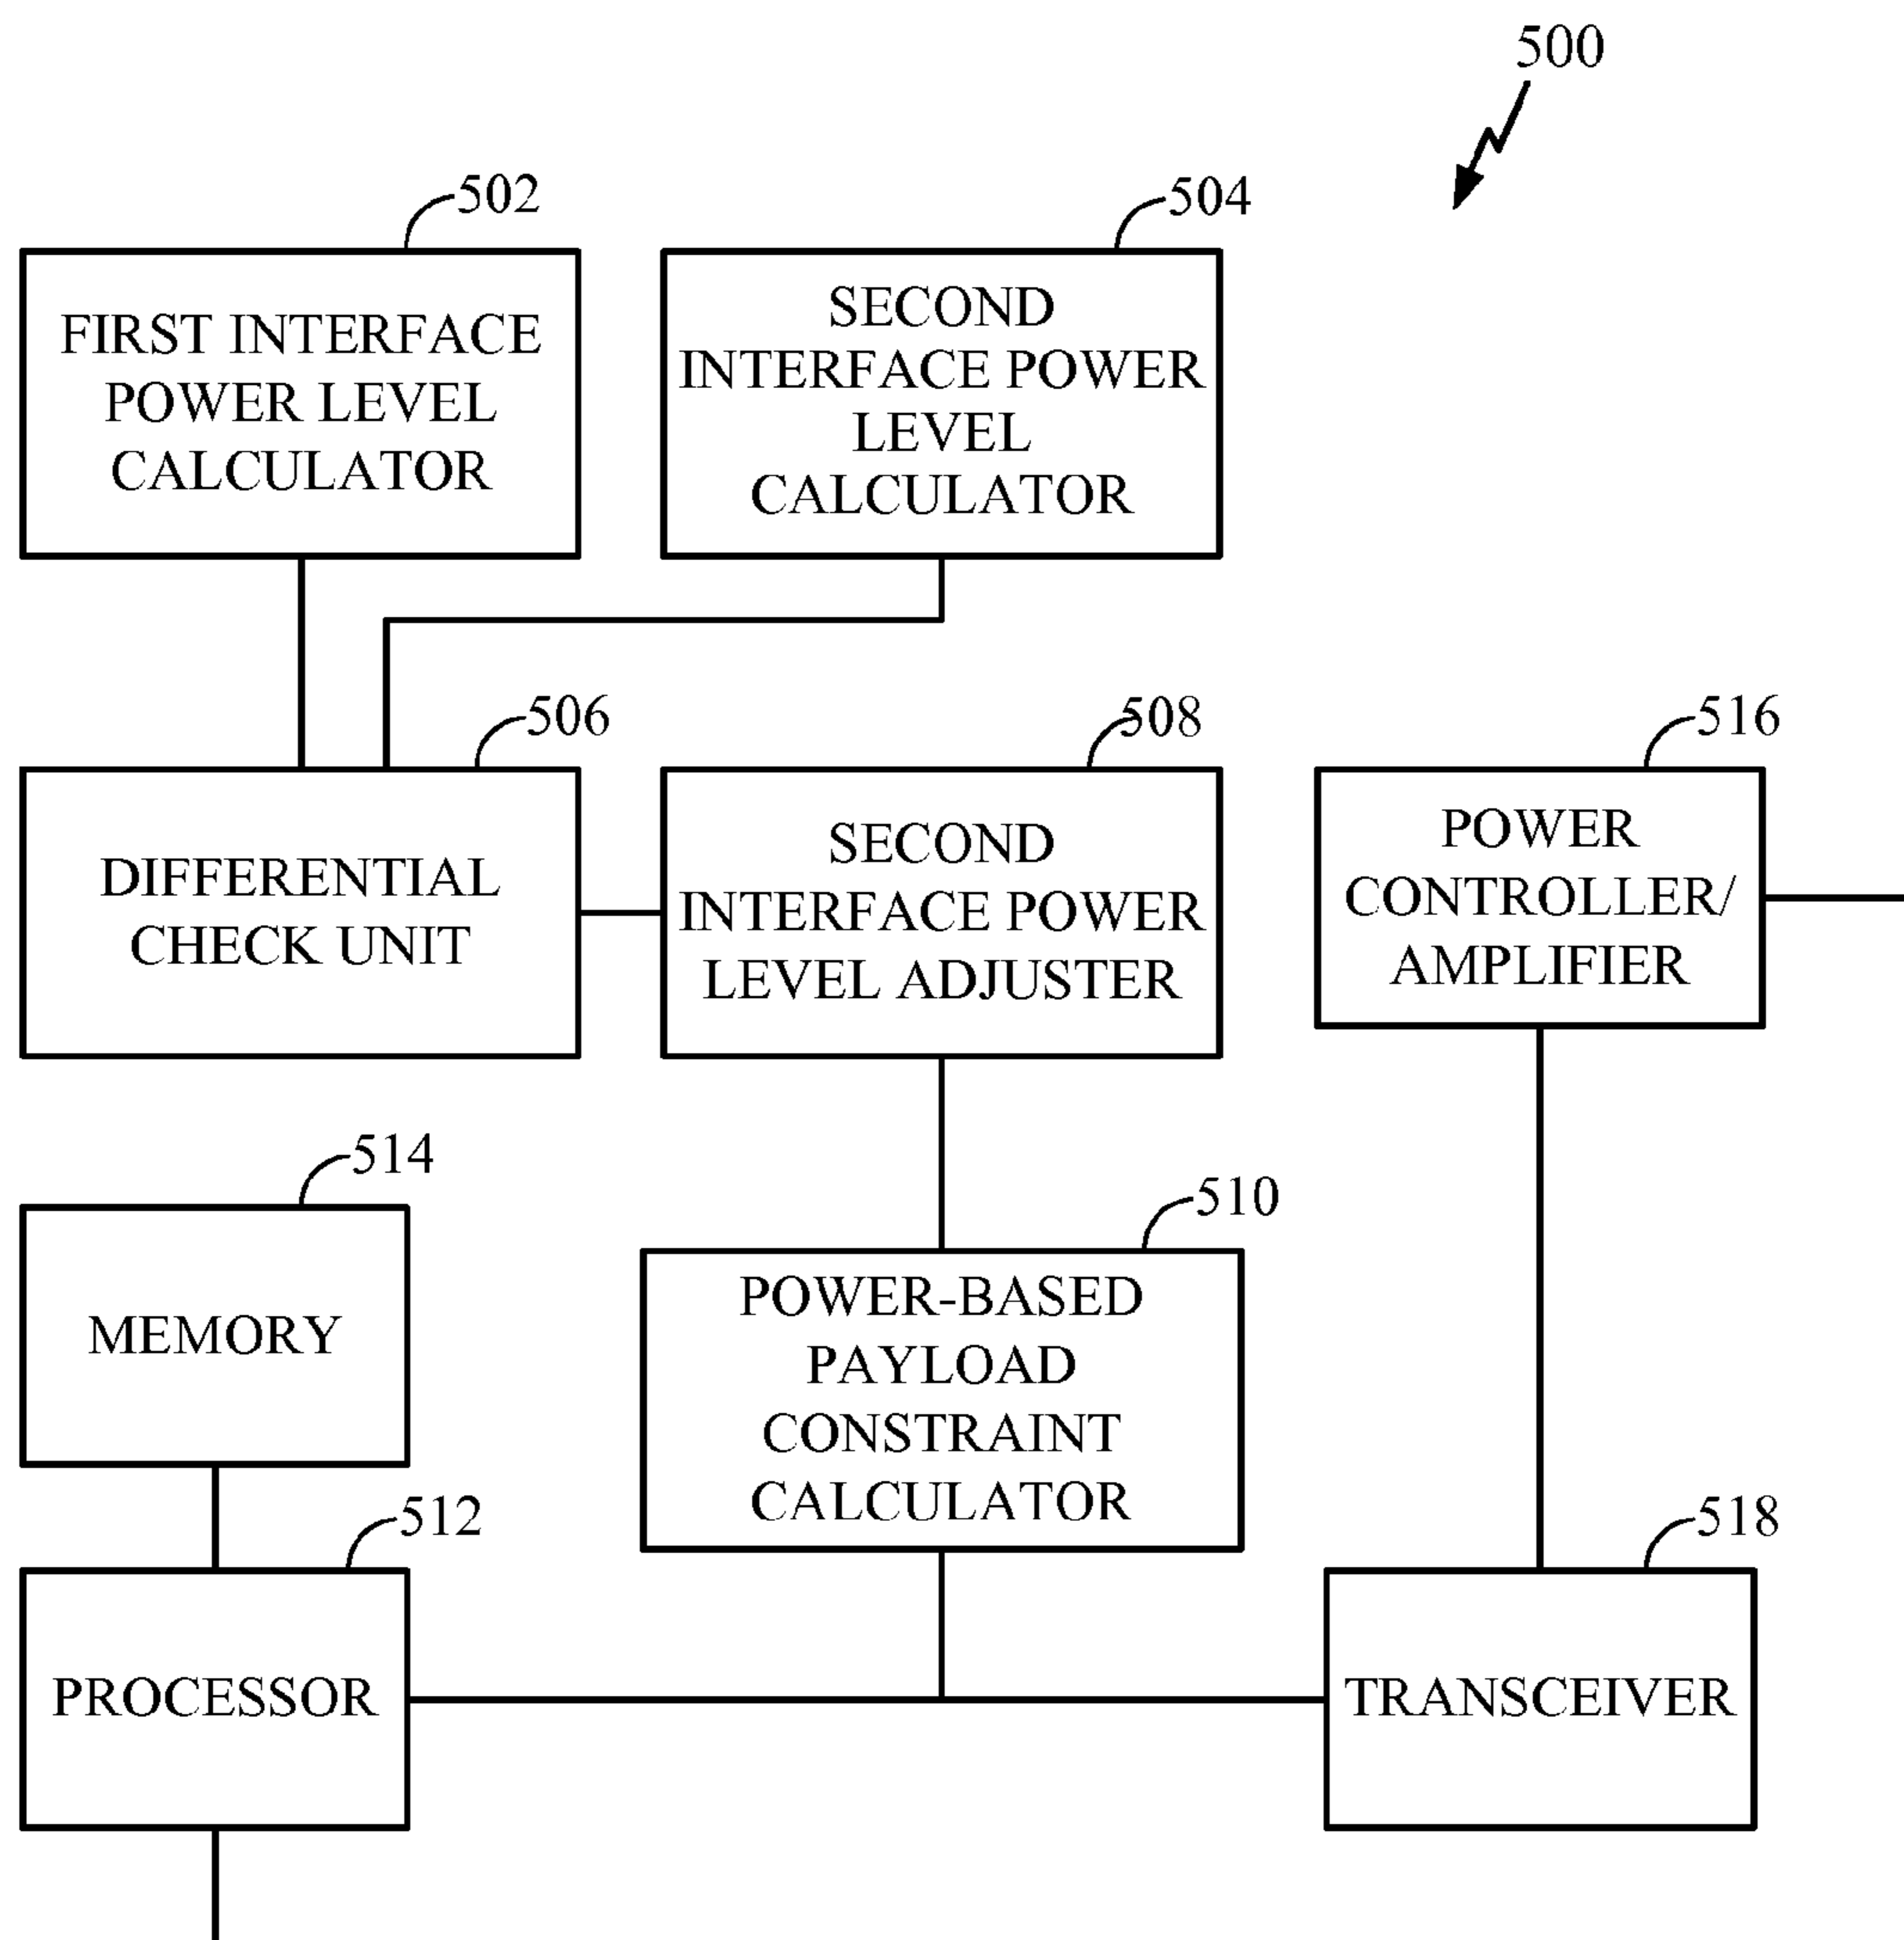 500
502
FIRST INTERFACE
POWER LEVEL
CALCULATOR
504
SECOND
INTERFACE POWER
LEVEL
CALCULATOR
506
DIFFERENTIAL
CHECK UNIT
508
SECOND
INTERFACE POWER
LEVEL ADJUSTER
516
POWER
CONTROLLER/
AMPLIFIER
514
MEMORY
510
POWER-BASED
PAYLOAD
CONSTRAINT
CALCULATOR
512
PROCESSOR
518
TRANSCEIVER